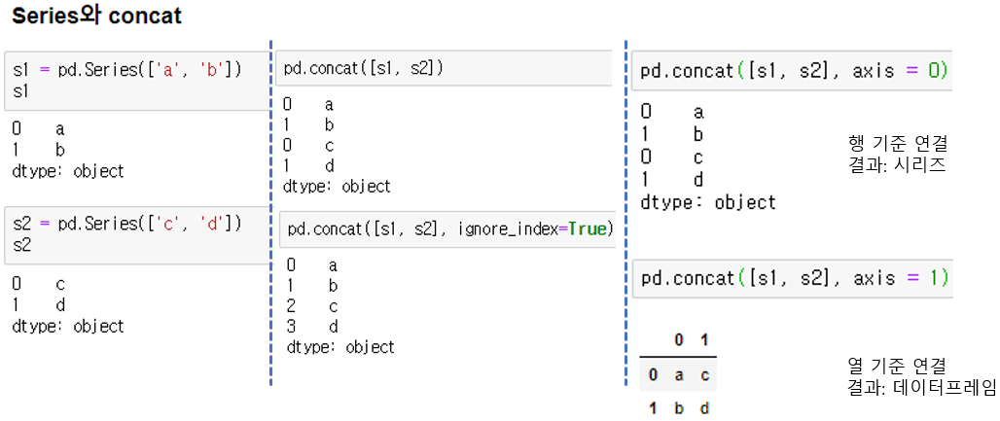 Series와 concat
s1 = pd.Series(['a', 'b'])
s1
0 a
1 b
dtype: object
s2 = pd.Series(['c', 'd'])
s2
0 c
1 d
dtype: object
pd.concat([s1, s2])
0 a
1 b
0 c
1 d
dtype: object
pd.concat([s1, s2], ignore_index=True)
0 a
1 b
2 c
3 d
dtype: object
pd.concat([s1, s2], axis = 0)
0 a
1 b
0 c
1 d
dtype: object
행 기준 연결
결과: 시리즈
pd.concat([s1, s2], axis = 1)
0 1
0 a c
1 b d
열 기준 연결
결과: 데이터프레임